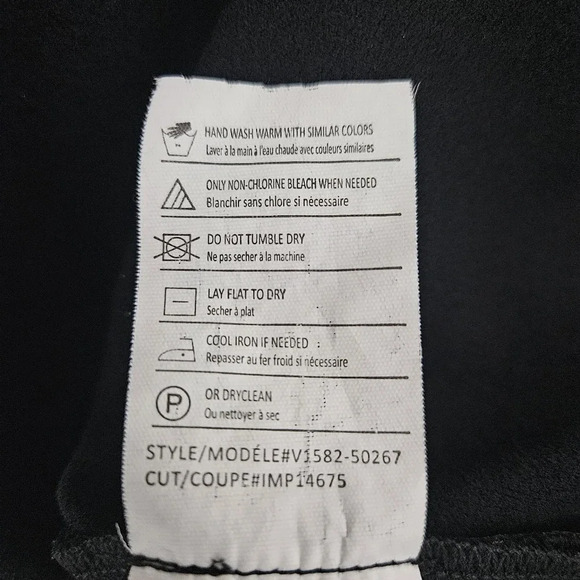 HAND WASH WARM WITH SIMILAR COLORS
Laver à la main à l'eau chaude avec couleurs similaires
ONLY NON-CHLORINE BLEACH WHEN NEEDED
Blanchir sans chlore si nécessaire
DO NOT TUMBLE DRY
Ne pas secher à la machine
LAY FLAT TO DRY
Secher à plat
COOL IRON IF NEEDED :
Repasser au fer froid si nécessaire
P
OR DRYCLEAN
Ou nettoyer à sec
STYLE/MODÉLE#V1582-50267
CUT/COUPE#IMP14675